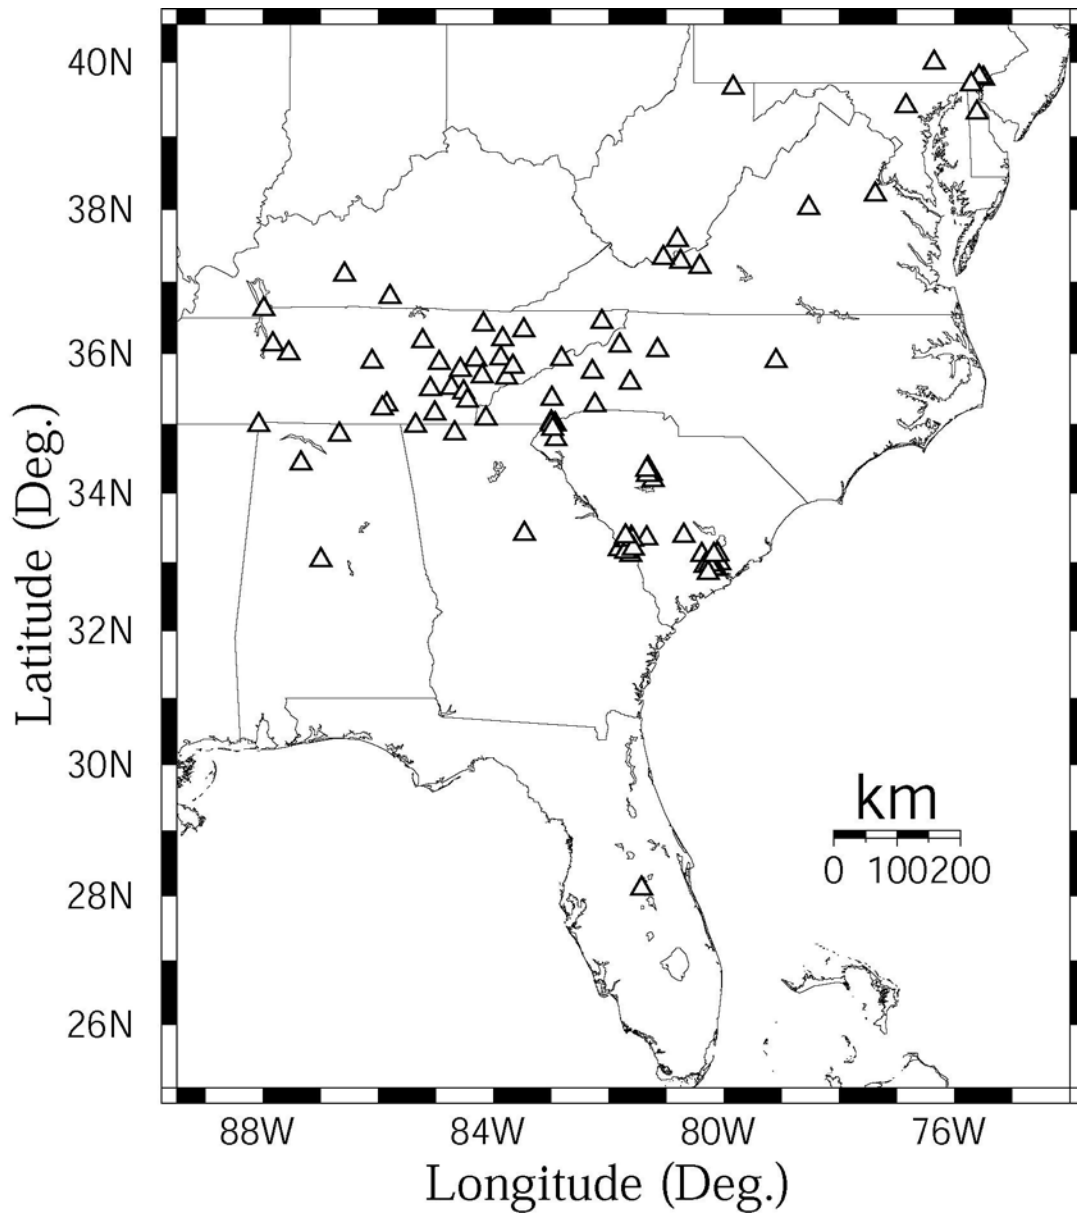 40N
38N
36N
34N
32N
30N
28N
26N
Latitude (Deg.)
km
0 100200
88W 84W 80W 76W
Longitude (Deg.)